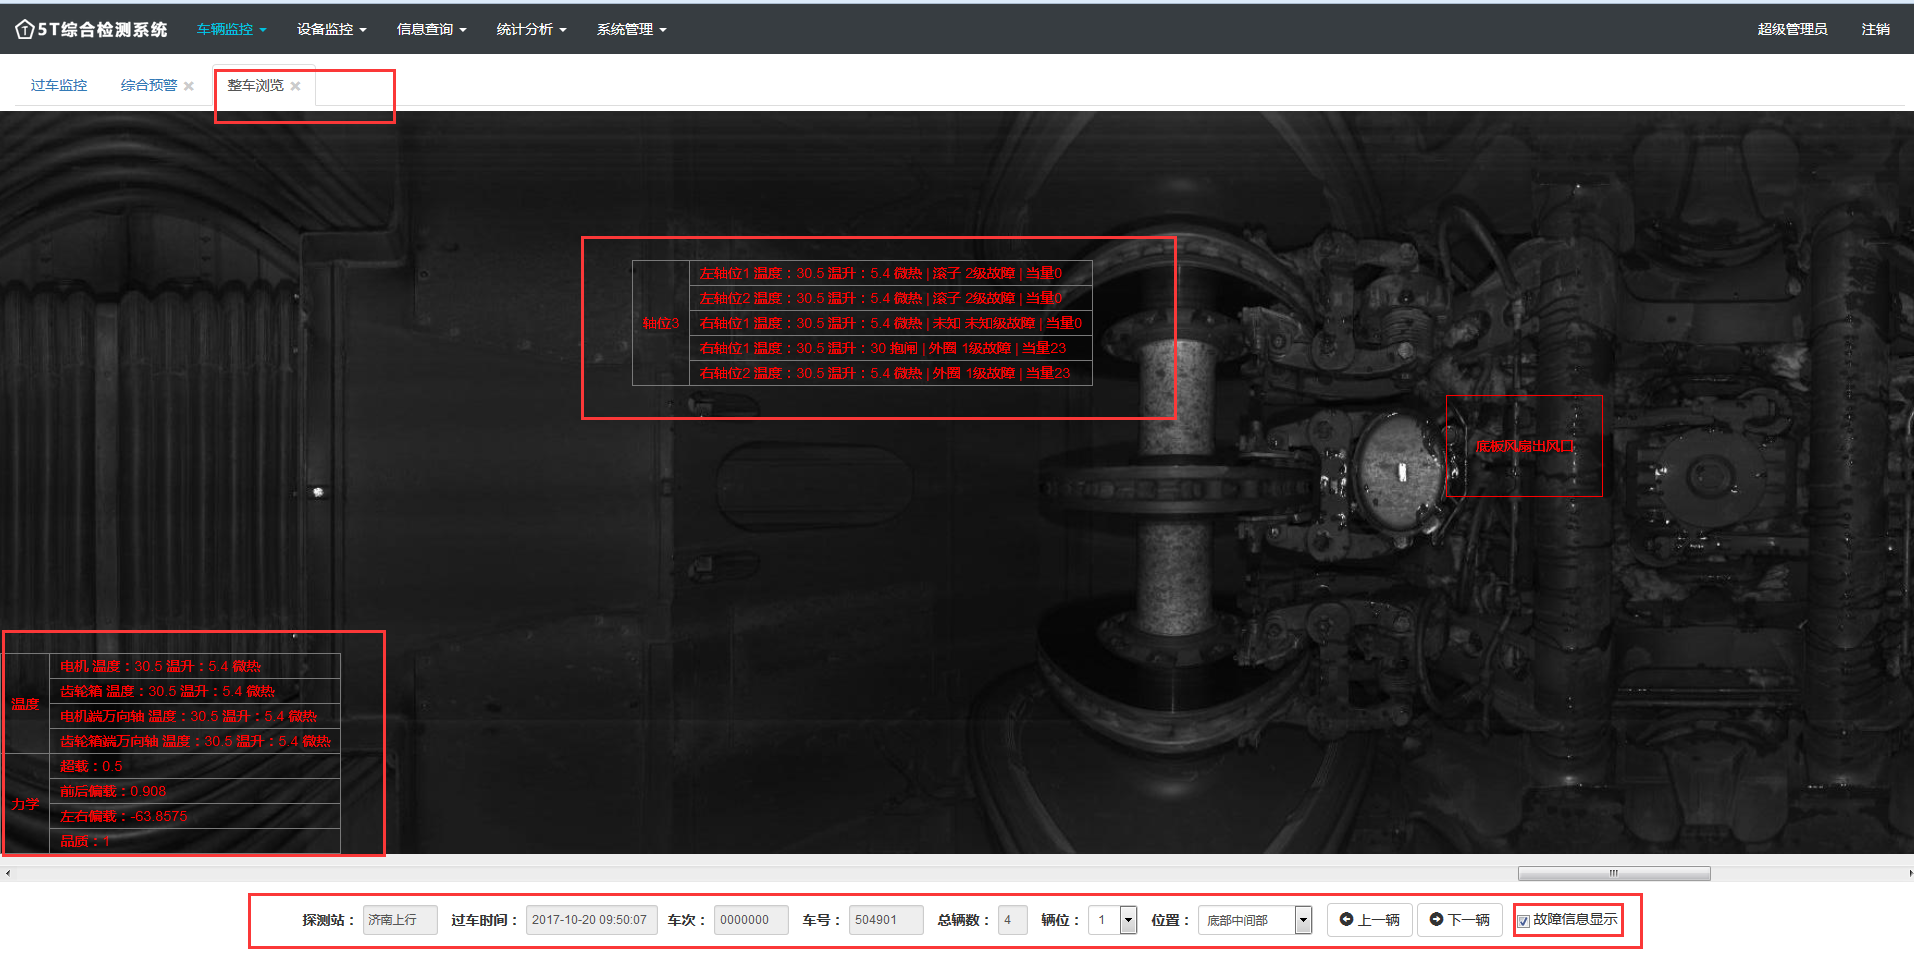 5T综合检测系统 车辆监控 设备监控 信息查询 统计分析 系统管理 超级管理员 注销
过车监控 综合预警 整车浏览
轴位3
左轴位1 温度：30.5 温升：5.4 微热 | 滚子 2级故障 | 当量0
左轴位2 温度：30.5 温升：5.4 微热 | 滚子 2级故障 | 当量0
右轴位1 温度：30.5 温升：5.4 微热 | 未知 未知级故障 | 当量0
右轴位1 温度：30.5 温升：30 抱闸 | 外圈 1级故障 | 当量23
右轴位2 温度：30.5 温升：5.4 微热 | 外圈 1级故障 | 当量23
底板风扇出风口
温度
电机 温度：30.5 温升：5.4 微热
齿轮箱 温度：30.5 温升：5.4 微热
电机端万向轴 温度：30.5 温升：5.4 微热
齿轮箱端万向轴 温度：30.5 温升：5.4 微热
力学
超载：0.5
前后偏载：0.908
左右偏载：-63.8575
品质：1
探测站： 济南上行 过车时间： 2017-10-20 09:50:07 车次： 0000000 车号： 504901 总辆数： 4 辆位： 1 位置： 底部中间部 上一辆 下一辆 故障信息显示